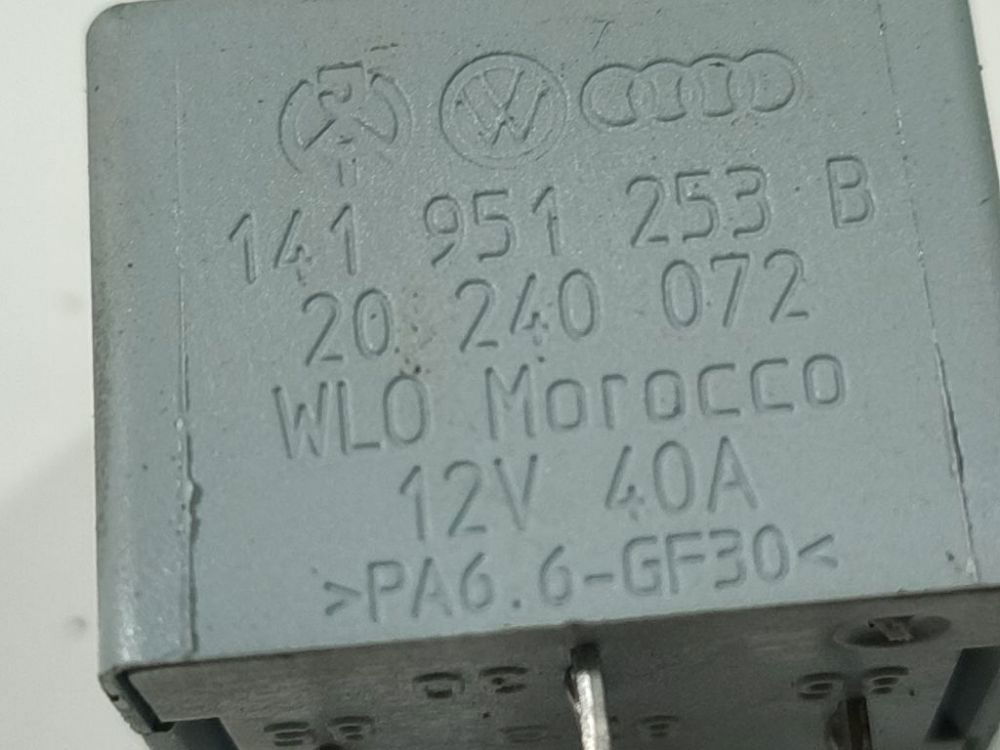 141 951 253 B
20 240 072
WLO Morocco
12V 40A
>PA6.6-GF30<